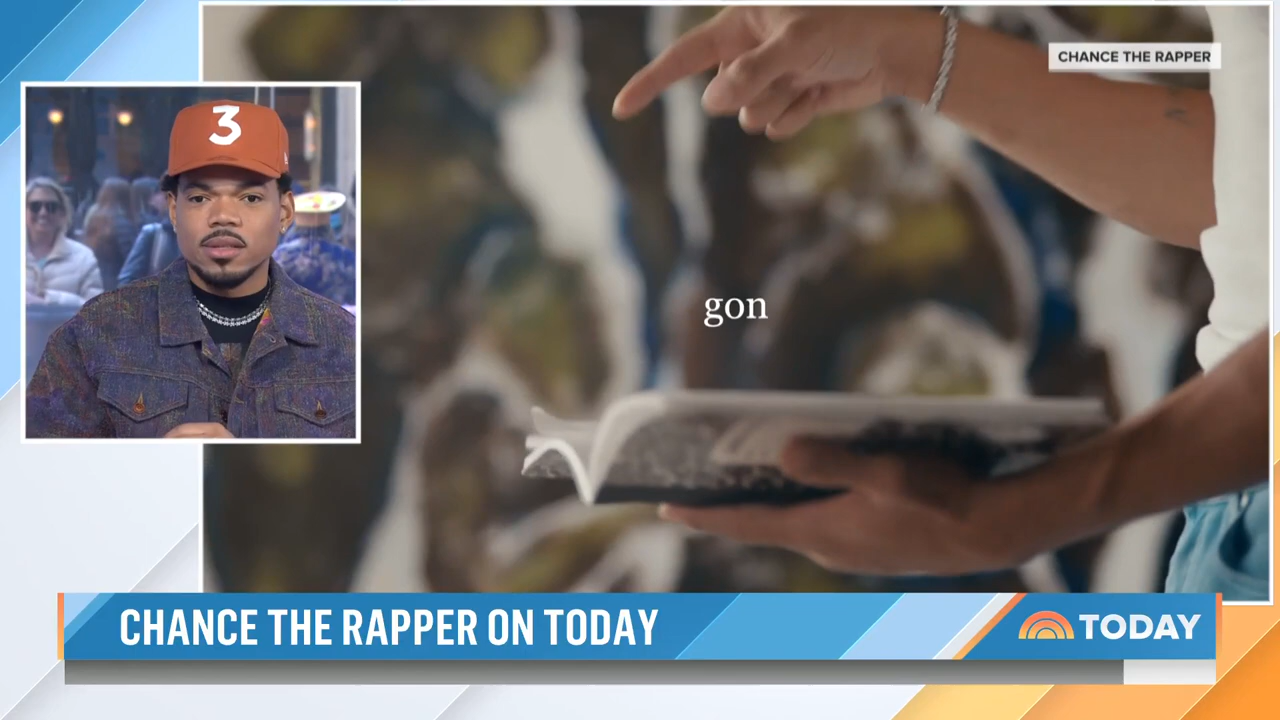 CHANCE THE RAPPER
3
gon
CHANCE THE RAPPER ON TODAY
TODAY